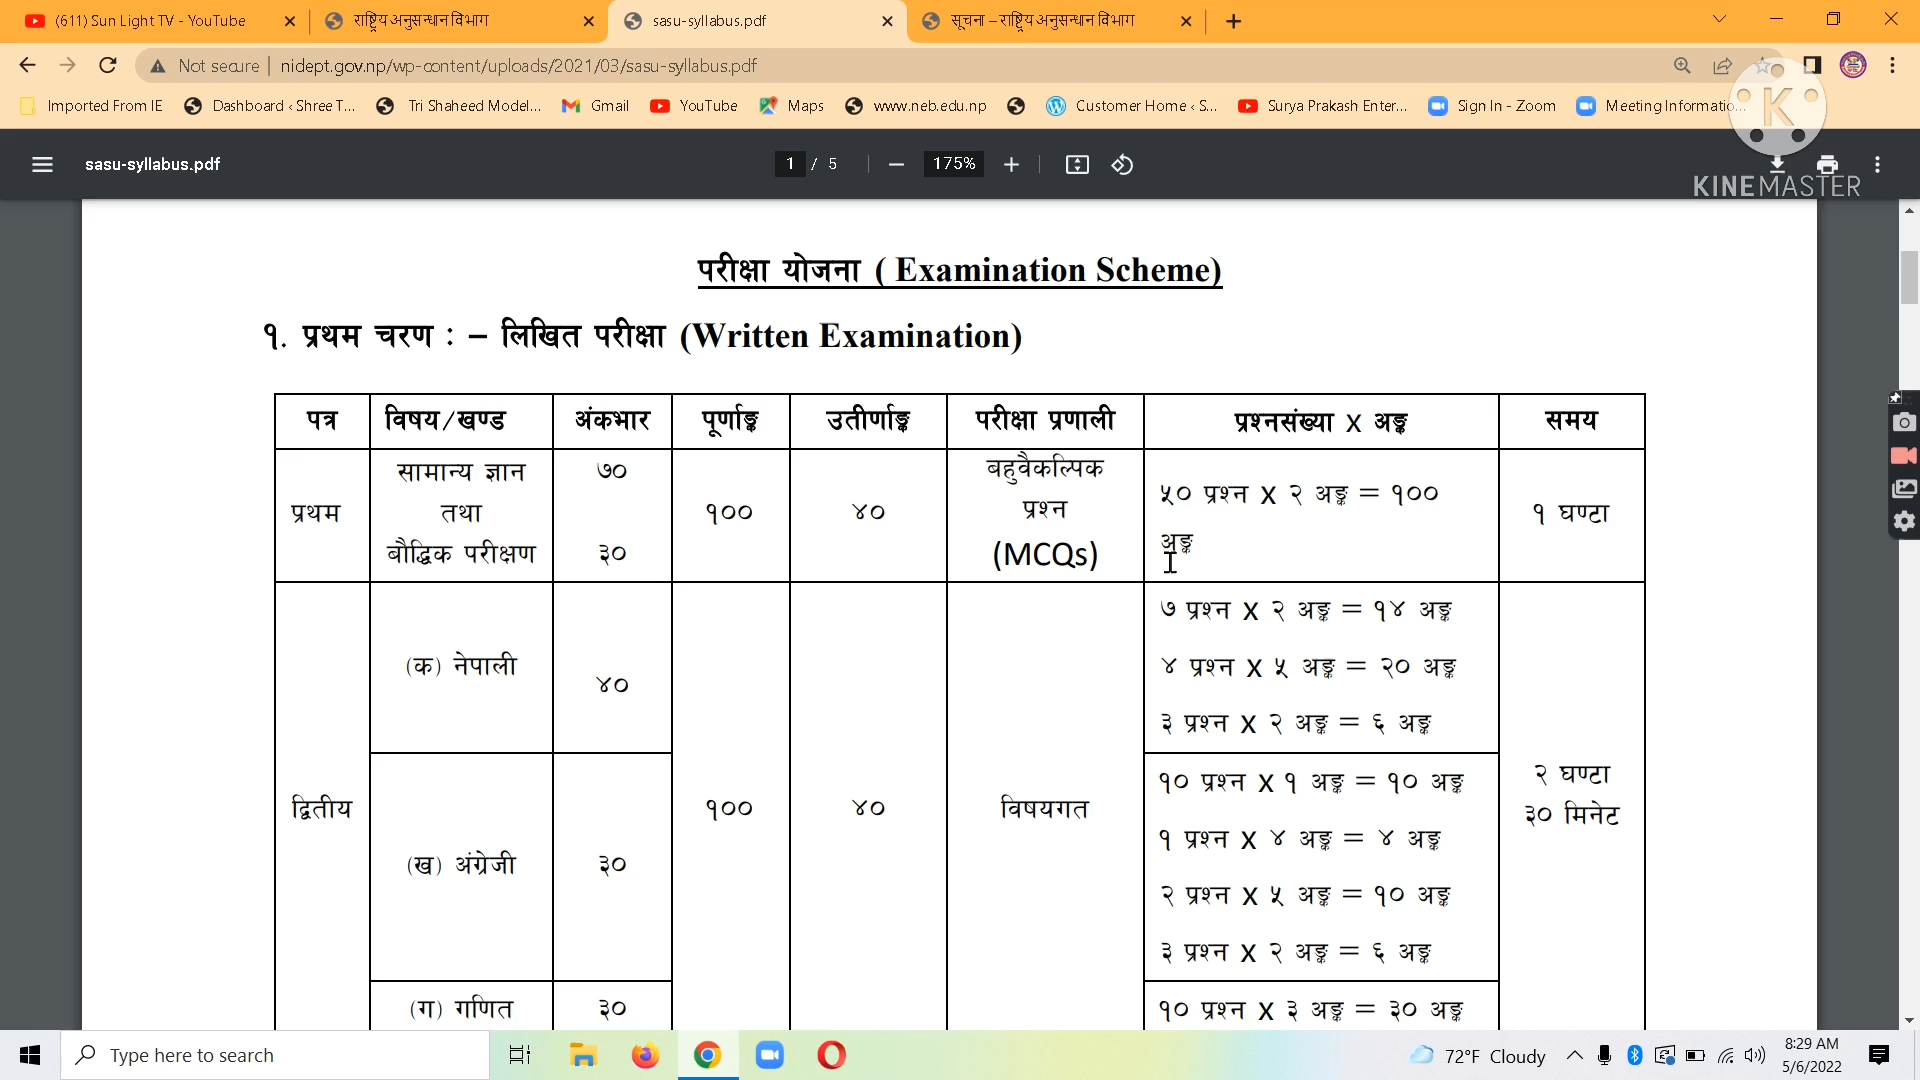 (611) Sun Light TV - YouTube
राष्ट्रिय अनुसन्धान विभाग
sasu-syllabus.pdf
सूचना – राष्ट्रिय अनुसन्धान विभाग
Not secure | nidept.gov.np/wp-content/uploads/2021/03/sasu-syllabus.pdf
Imported From IE
Dashboard ‹ Shree T...
Tri Shaheed Model...
Gmail
YouTube
Maps
www.neb.edu.np
Customer Home ‹ S...
Surya Prakash Enter...
Sign In - Zoom
Meeting Informatio...
K
KINEMASTER
sasu-syllabus.pdf
1 / 5
175%
परीक्षा योजना ( Examination Scheme)
१. प्रथम चरण : – लिखित परीक्षा (Written Examination)
पत्र विषय/खण्ड अंकभार पूर्णाङ्क उतीर्णाङ्क परीक्षा प्रणाली प्रश्नसंख्या X अङ्क समय
प्रथम
सामान्य ज्ञान
तथा
बौद्धिक परीक्षण
७०
३०
१००
४०
बहुवैकल्पिक
प्रश्न
(MCQs)
५० प्रश्न X २ अङ्क = १००
अङ्क
१ घण्टा
द्वितीय
(क) नेपाली
४०
१००
४०
विषयगत
७ प्रश्न X २ अङ्क = १४ अङ्क
४ प्रश्न X ५ अङ्क = २० अङ्क
३ प्रश्न X २ अङ्क = ६ अङ्क
२ घण्टा
३० मिनेट
(ख) अंग्रेजी
३०
१० प्रश्न X १ अङ्क = १० अङ्क
१ प्रश्न X ४ अङ्क = ४ अङ्क
२ प्रश्न X ५ अङ्क = १० अङ्क
३ प्रश्न X २ अङ्क = ६ अङ्क
(ग) गणित
३०
१० प्रश्न X ३ अङ्क = ३० अङ्क
Type here to search
72°F Cloudy
8:29 AM
5/6/2022